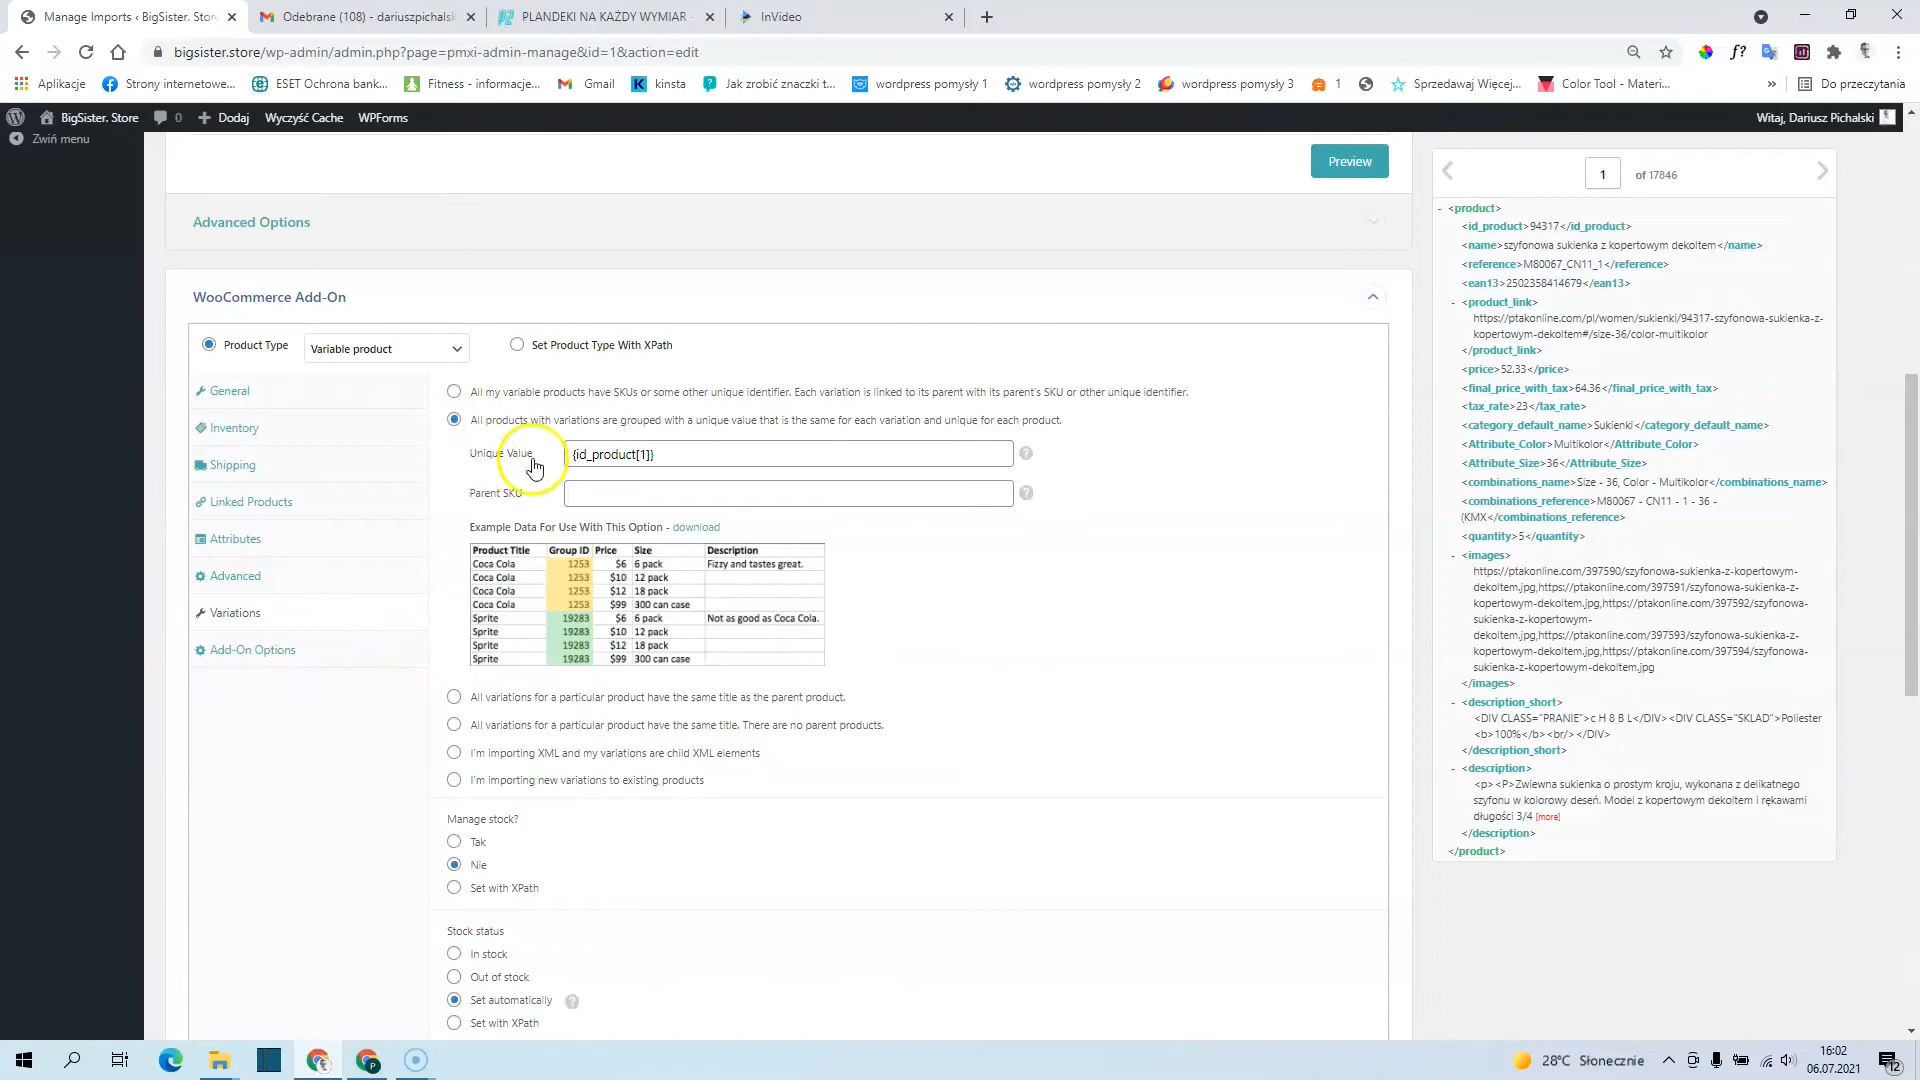 Manage Imports ‹ BigSister. Store
Odebrane (108) - dariuszpichalsk
PLANDEKI NA KAŻDY WYMIAR -
InVideo
bigsister.store/wp-admin/admin.php?page=pmxi-admin-manage&id=1&action=edit
Aplikacje
Strony internetowe...
ESET Ochrona bank...
Fitness - informacje...
Gmail
kinsta
Jak zrobić znaczki t...
wordpress pomysły 1
wordpress pomysły 2
wordpress pomysły 3
1
Sprzedawaj Więcej,...
Color Tool - Materi...
»
Do przeczytania
BigSister. Store
0
Dodaj
Wyczyść Cache
WPForms
Witaj, Dariusz Pichalski
Zwiń menu
Preview
Advanced Options
WooCommerce Add-On
Product Type
Variable product
Set Product Type With XPath
General
Inventory
Shipping
Linked Products
Attributes
Advanced
Variations
Add-On Options
All my variable products have SKUs or some other unique identifier. Each variation is linked to its parent with its parent's SKU or other unique identifier.
All products with variations are grouped with a unique value that is the same for each variation and unique for each product.
Unique Value
{id_product[1]}
Parent SKU
Example Data For Use With This Option - download
Product Title Group ID Price Size Description
Coca Cola 1253 $6 6 pack Fizzy and tastes great.
Coca Cola 1253 $10 12 pack
Coca Cola 1253 $12 18 pack
Coca Cola 1253 $99 300 can case
Sprite 19283 $6 6 pack Not as good as Coca Cola.
Sprite 19283 $10 12 pack
Sprite 19283 $12 18 pack
Sprite 19283 $99 300 can case
All variations for a particular product have the same title as the parent product.
All variations for a particular product have the same title. There are no parent products.
I'm importing XML and my variations are child XML elements
I'm importing new variations to existing products
Manage stock?
Tak
Nie
Set with XPath
Stock status
In stock
Out of stock
Set automatically
Set with XPath
1 of 17846
- <product>
<id_product>94317</id_product>
<name>szyfonowa sukienka z kopertowym dekoltem</name>
<reference>M80067_CN11_1</reference>
<ean13>2502358414679</ean13>
- <product_link>
https://ptakonline.com/pl/women/sukienki/94317-szyfonowa-sukienka-z-
kopertowym-dekoltem#/size-36/color-multikolor
</product_link>
<price>52.33</price>
<final_price_with_tax>64.36</final_price_with_tax>
<tax_rate>23</tax_rate>
<category_default_name>Sukienki</category_default_name>
<Attribute_Color>Multikolor</Attribute_Color>
<Attribute_Size>36</Attribute_Size>
<combinations_name>Size - 36, Color - Multikolor</combinations_name>
<combinations_reference>M80067 - CN11 - 1 - 36 -
(KMX</combinations_reference>
<quantity>5</quantity>
- <images>
https://ptakonline.com/397590/szyfonowa-sukienka-z-kopertowym-
dekoltem.jpg,https://ptakonline.com/397591/szyfonowa-sukienka-z-
kopertowym-dekoltem.jpg,https://ptakonline.com/397592/szyfonowa-
sukienka-z-kopertowym-
dekoltem.jpg,https://ptakonline.com/397593/szyfonowa-sukienka-z-
kopertowym-dekoltem.jpg,https://ptakonline.com/397594/szyfonowa-
sukienka-z-kopertowym-dekoltem.jpg
</images>
- <description_short>
<DIV CLASS="PRANIE">c H 8 B L</DIV><DIV CLASS="SKLAD">Poliester
<b>100%</b><br/></DIV>
</description_short>
- <description>
<p><P>Zwiewna sukienka o prostym kroju, wykonana z delikatnego
szyfonu w kolorowy deseń. Model z kopertowym dekoltem i rękawami
długości 3/4 [more]
</description>
</product>
28°C Słonecznie
16:02
06.07.2021
12